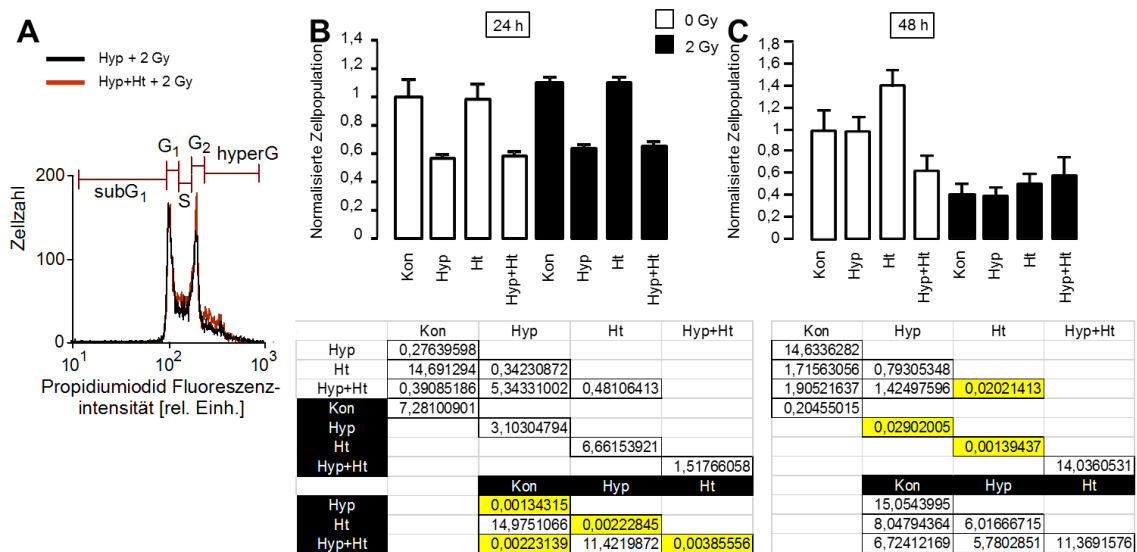 A
Hyp + 2 Gy
Hyp+Ht + 2 Gy
G1
G2
hyperG
subG1
S
200
100
0
Zellzahl
10^1
10^2
10^3
Propidiumiodid Fluoreszenz-
intensität [rel. Einh.]
B
24 h
0 Gy
2 Gy
Normalisierte Zellpopulation
1,4
1,2
1
0,8
0,6
0,4
0,2
0
Kon
Hyp
Ht
Hyp+Ht
Kon
Hyp
Ht
Hyp+Ht
C
48 h
Normalisierte Zellpopulation
1,8
1,6
1,4
1,2
1
0,8
0,6
0,4
0,2
0
Kon
Hyp
Ht
Hyp+Ht
Kon
Hyp
Ht
Hyp+Ht
Kon Hyp Ht Hyp+Ht
Hyp 0,27639598
Ht 14,691294 0,34230872
Hyp+Ht 0,39085186 5,34331002 0,48106413
Kon 7,28100901
Hyp 3,10304794
Ht 6,66153921
Hyp+Ht 1,51766058
Kon Hyp Ht
Hyp 0,00134315
Ht 14,9751066 0,00222845
Hyp+Ht 0,00223139 11,4219872 0,00385556
Kon Hyp Ht Hyp+Ht
14,6336282
1,71563056 0,79305348
1,90521637 1,42497596 0,02021413
0,20455015
0,02902005
0,00139437
14,0360531
Kon Hyp Ht
15,0543995
8,04794364 6,01666715
6,72412169 5,7802851 11,3691576